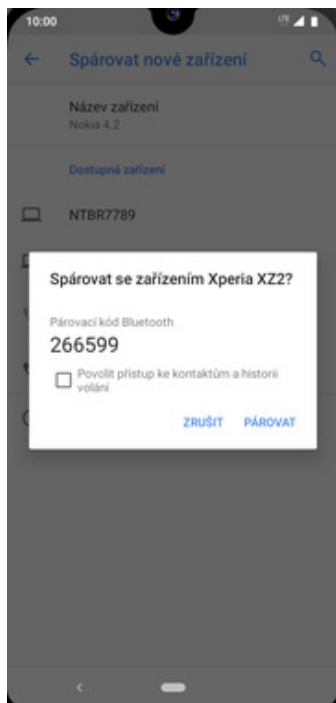 10:00
LTE
Spárovat nové zařízení
Název zařízení
Nokia 4.2
Dostupná zařízení
NTBR7789
Spárovat se zařízením Xperia XZ2?
Párovací kód Bluetooth
266599
Povolit přístup ke kontaktům a historii
volání
ZRUŠIT PÁROVAT